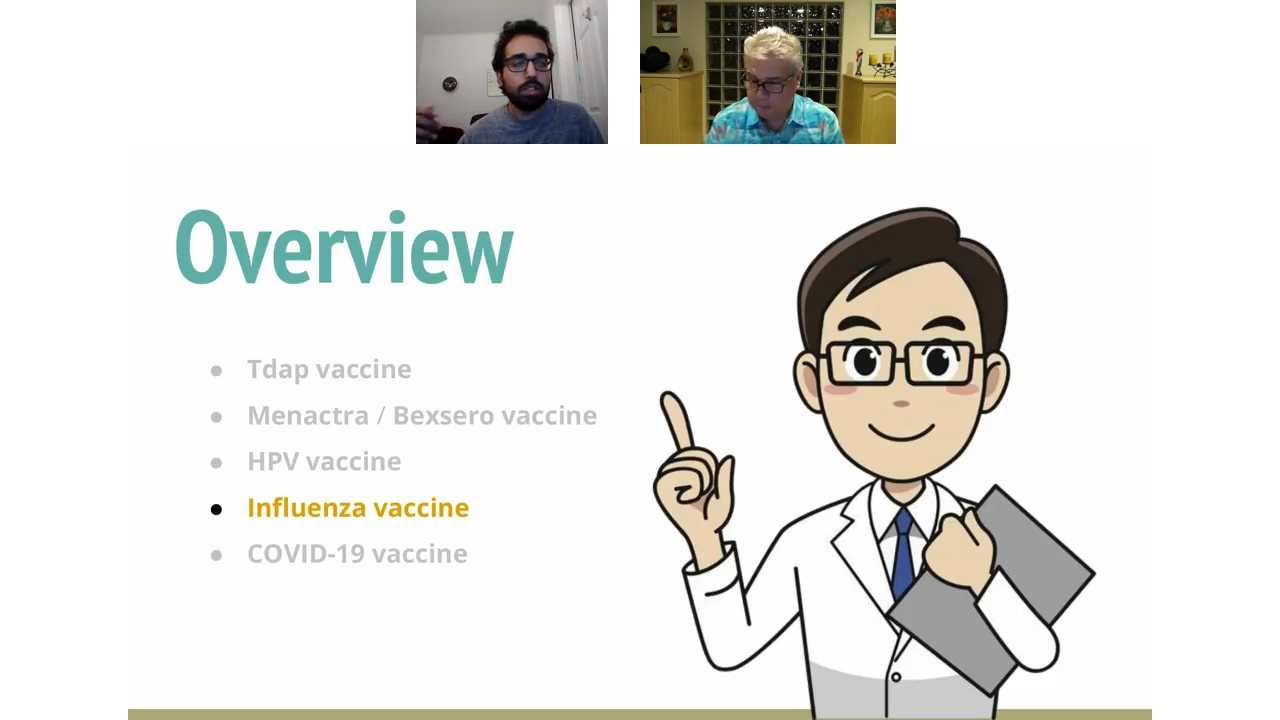 Overview
● Tdap vaccine
● Menactra / Bexsero vaccine
● HPV vaccine
● Influenza vaccine
● COVID-19 vaccine